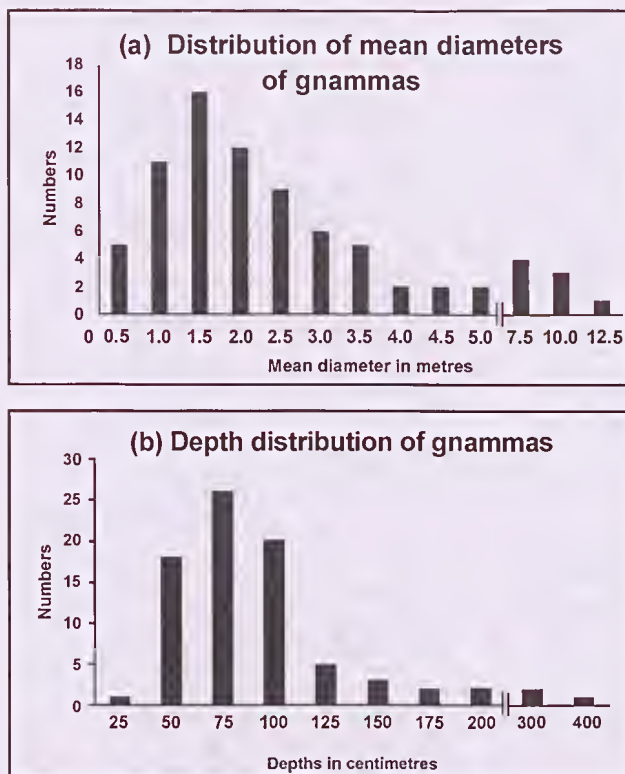 (a) Distribution of mean diameters
of gnammas
18
16
14
12
10
8
6
4
2
0
Numbers
0 0.5 1.0 1.5 2.0 2.5 3.0 3.5 4.0 4.5 5.0 7.5 10.0 12.5
Mean diameter in metres
(b) Depth distribution of gnammas
30
25
20
15
10
5
0
Numbers
25 50 75 100 125 150 175 200 300 400
Depths in centimetres